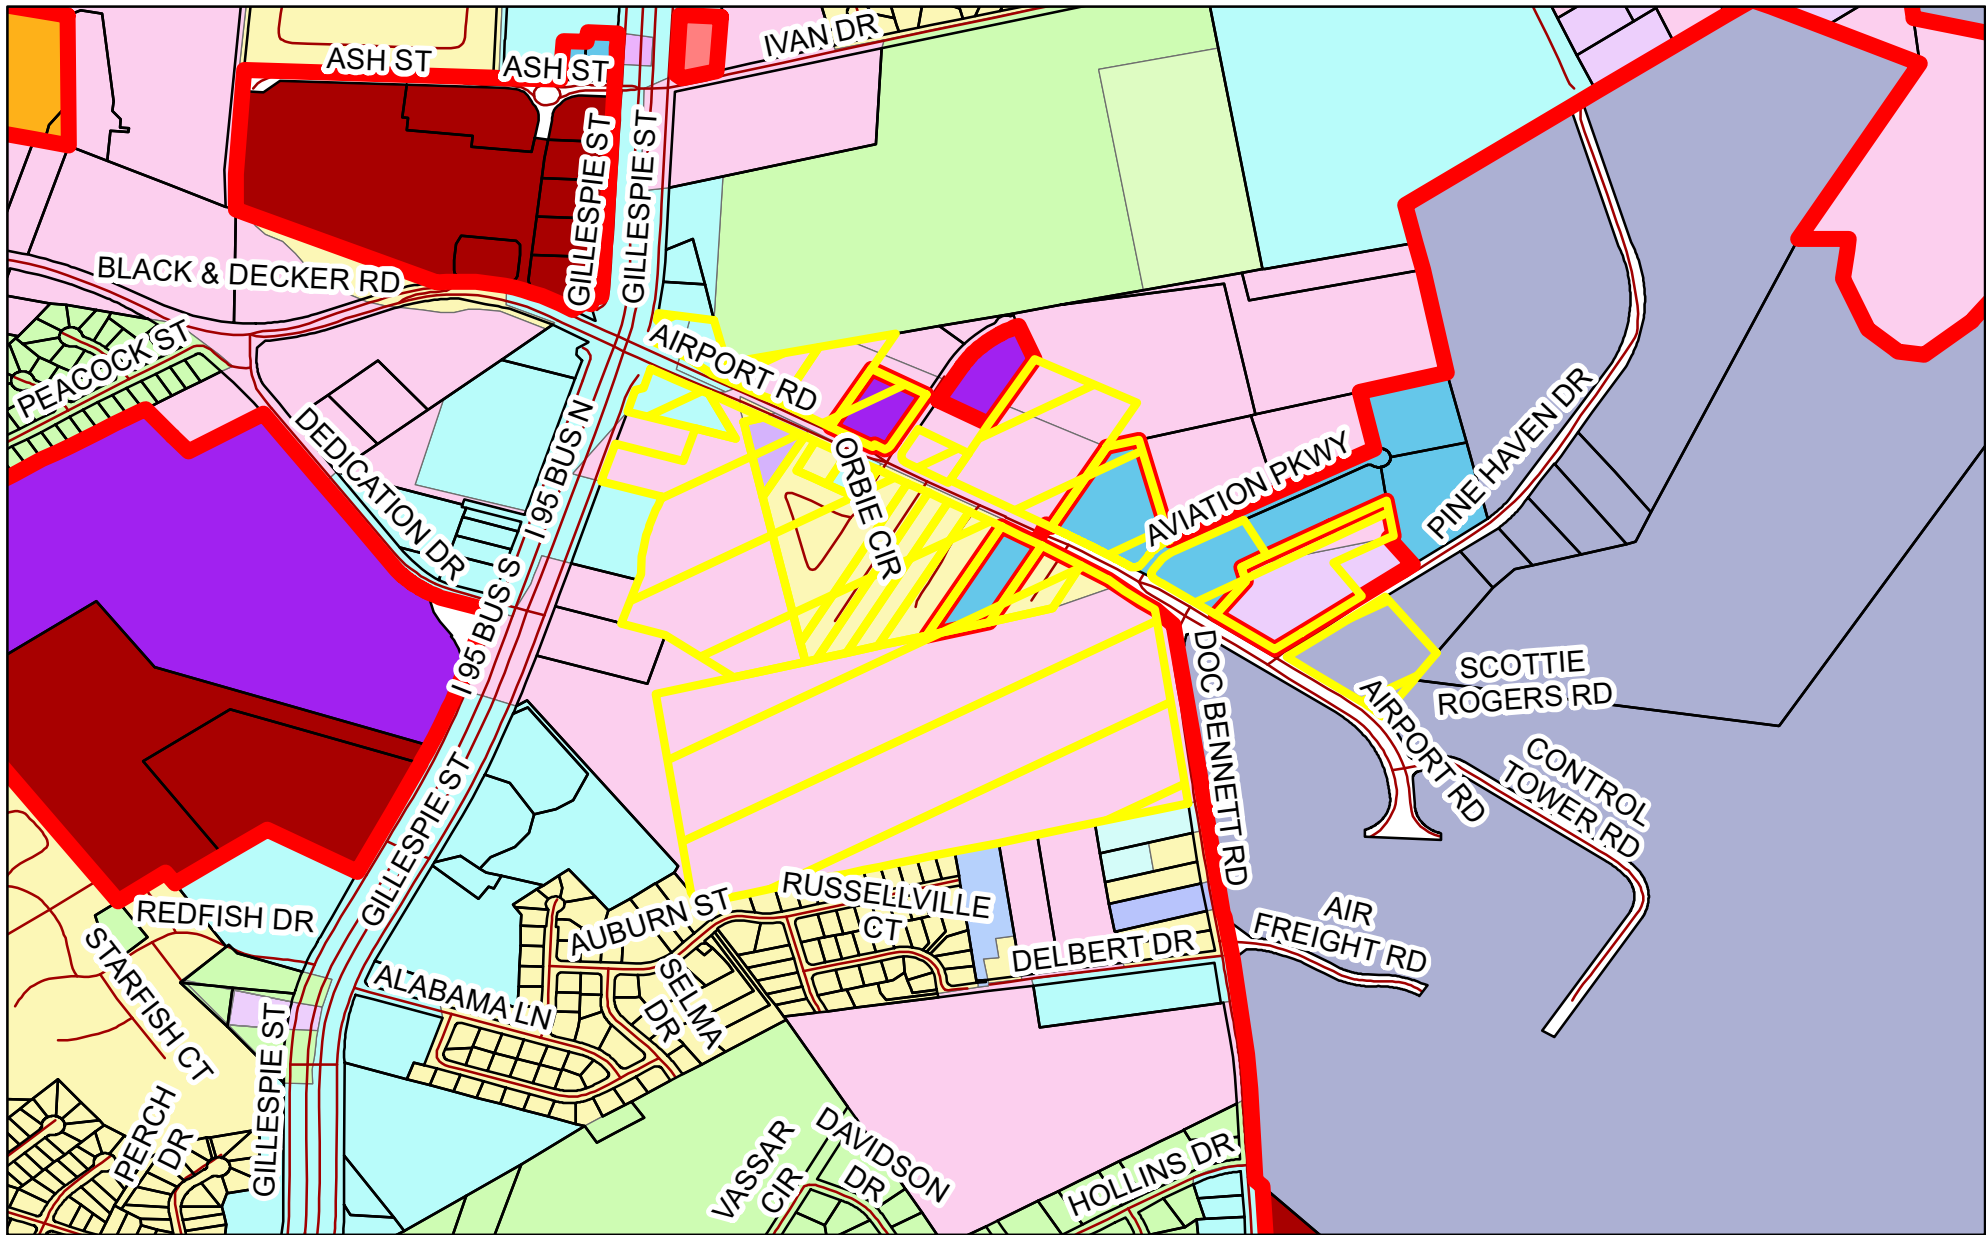 IVAN DR
ASH ST
ASH ST
GILLESPIE ST
GILLESPIE ST
BLACK & DECKER RD
PEACOCK ST
AIRPORT RD
DEDICATION DR
I 95 BUS N
ORBIE CIR
AVIATION PKWY
PINE HAVEN DR
I 95 BUS S
DOC BENNETT RD
SCOTTIE
ROGERS RD
AIRPORT RD
CONTROL
TOWER RD
GILLESPIE ST
REDFISH DR
AUBURN ST
RUSSELLVILLE
CT
AIR
FREIGHT RD
STARFISH CT
DELBERT DR
SELMA
DR
ALABAMA LN
GILLESPIE ST
PERCH
DR
VASSAR
CIR
DAVIDSON
DR
HOLLINS DR